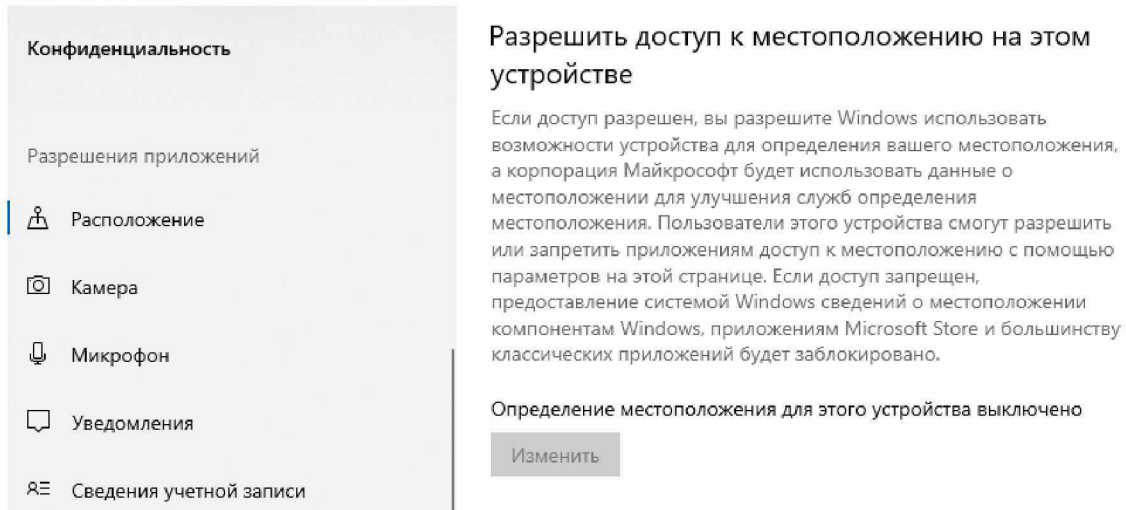 Конфиденциальность
Разрешения приложений
Расположение
Камера
Микрофон
Уведомления
Сведения учетной записи
Разрешить доступ к местоположению на этом
устройстве
Если доступ разрешен, вы разрешите Windows использовать
возможности устройства для определения вашего местоположения,
а корпорация Майкрософт будет использовать данные о
местоположении для улучшения служб определения
местоположения. Пользователи этого устройства смогут разрешить
или запретить приложениям доступ к местоположению с помощью
параметров на этой странице. Если доступ запрещен,
предоставление системой Windows сведений о местоположении
компонентам Windows, приложениям Microsoft Store и большинству
классических приложений будет заблокировано.
Определение местоположения для этого устройства выключено
Изменить